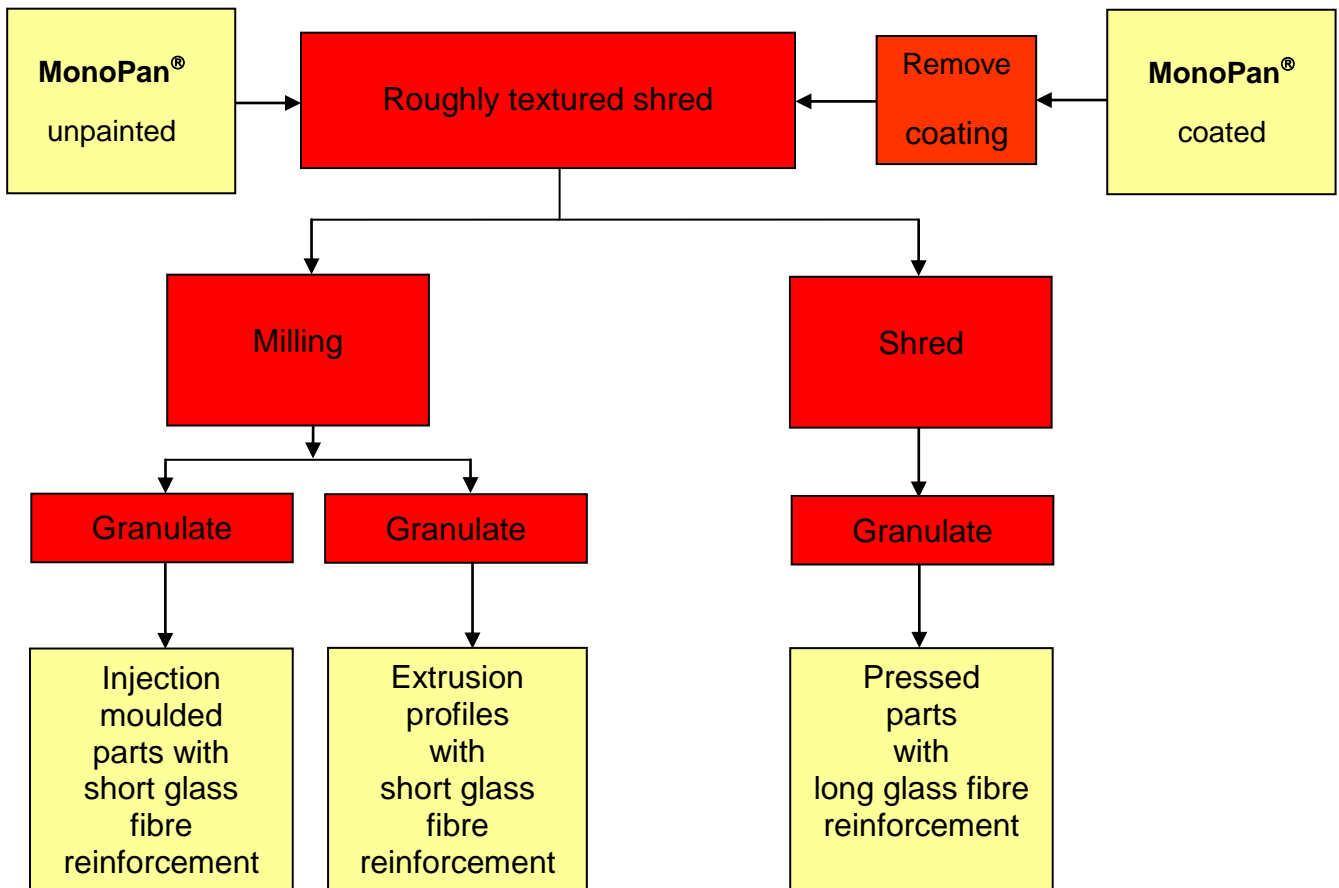 MonoPan®
unpainted
Roughly textured shred
Remove
coating
MonoPan®
coated
Milling
Shred
Granulate
Granulate
Granulate
Injection
moulded
parts with
short glass
fibre
reinforcement
Extrusion
profiles
with
short glass
fibre
reinforcement
Pressed
parts
with
long glass fibre
reinforcement